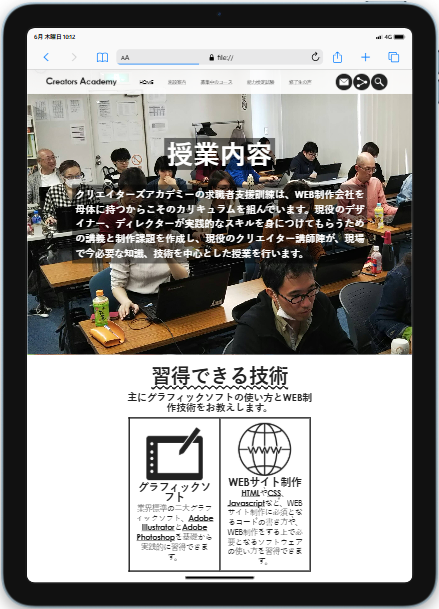 6月 木曜日 10:12
4G
AA
file://
Creators Academy
HOME
授業内容
クリエイターズアカデミーの求職者支援訓練は、WEB制作会社を
母体に持つからこそのカリキュラムを組んでいます。現役のデザ
イナー、ディレクターが実践的なスキルを身につけてもらうため
の講義と制作課題を作成し、現役のクリエイター講師陣が、現場
で今必要な知識、技術を中心とした授業を行います。
習得できる技術
主にグラフィックソフトの使い方とWEB制
作技術をお教えします。
グラフィックソ
フト
業界標準の二大グラフ
ィックソフト、Adobe
IllustratorとAdobe
Photoshopを基礎から
実践的に習得できま
す。
WEBサイト制作
HTMLやCSS、
Javascriptなど、WEB
サイト制作に必須とな
るコードの書き方や、
WEB制作をする上で必
要となるソフトウェア
の使い方を習得できま
す。